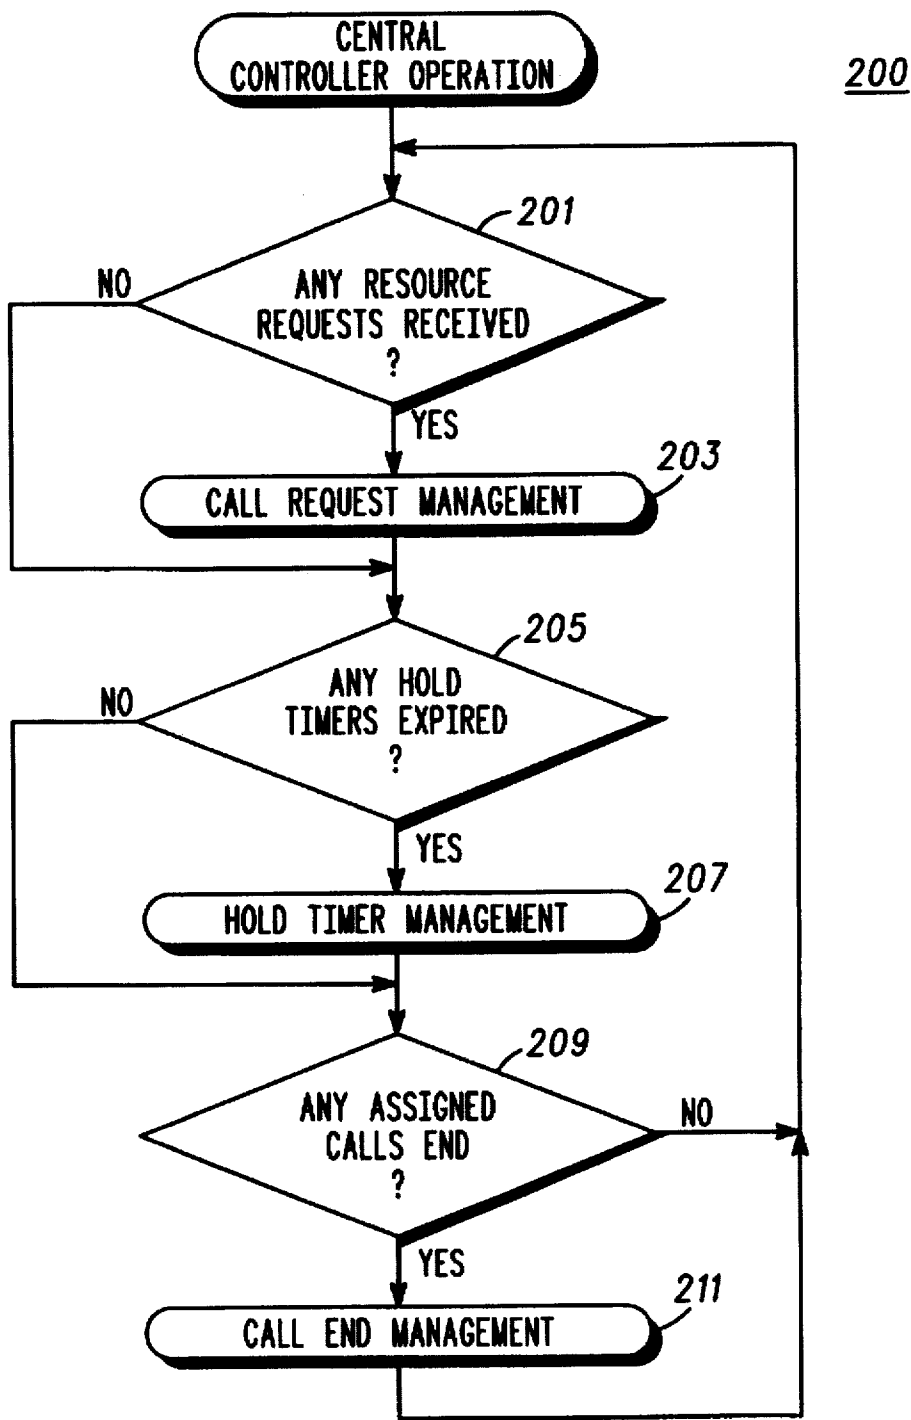 CENTRAL
CONTROLLER OPERATION
200
201
NO
ANY RESOURCE
REQUESTS RECEIVED
?
YES
203
CALL REQUEST MANAGEMENT
205
NO
ANY HOLD
TIMERS EXPIRED
?
YES
207
HOLD TIMER MANAGEMENT
209
ANY ASSIGNED
CALLS END
?
NO
YES
211
CALL END MANAGEMENT